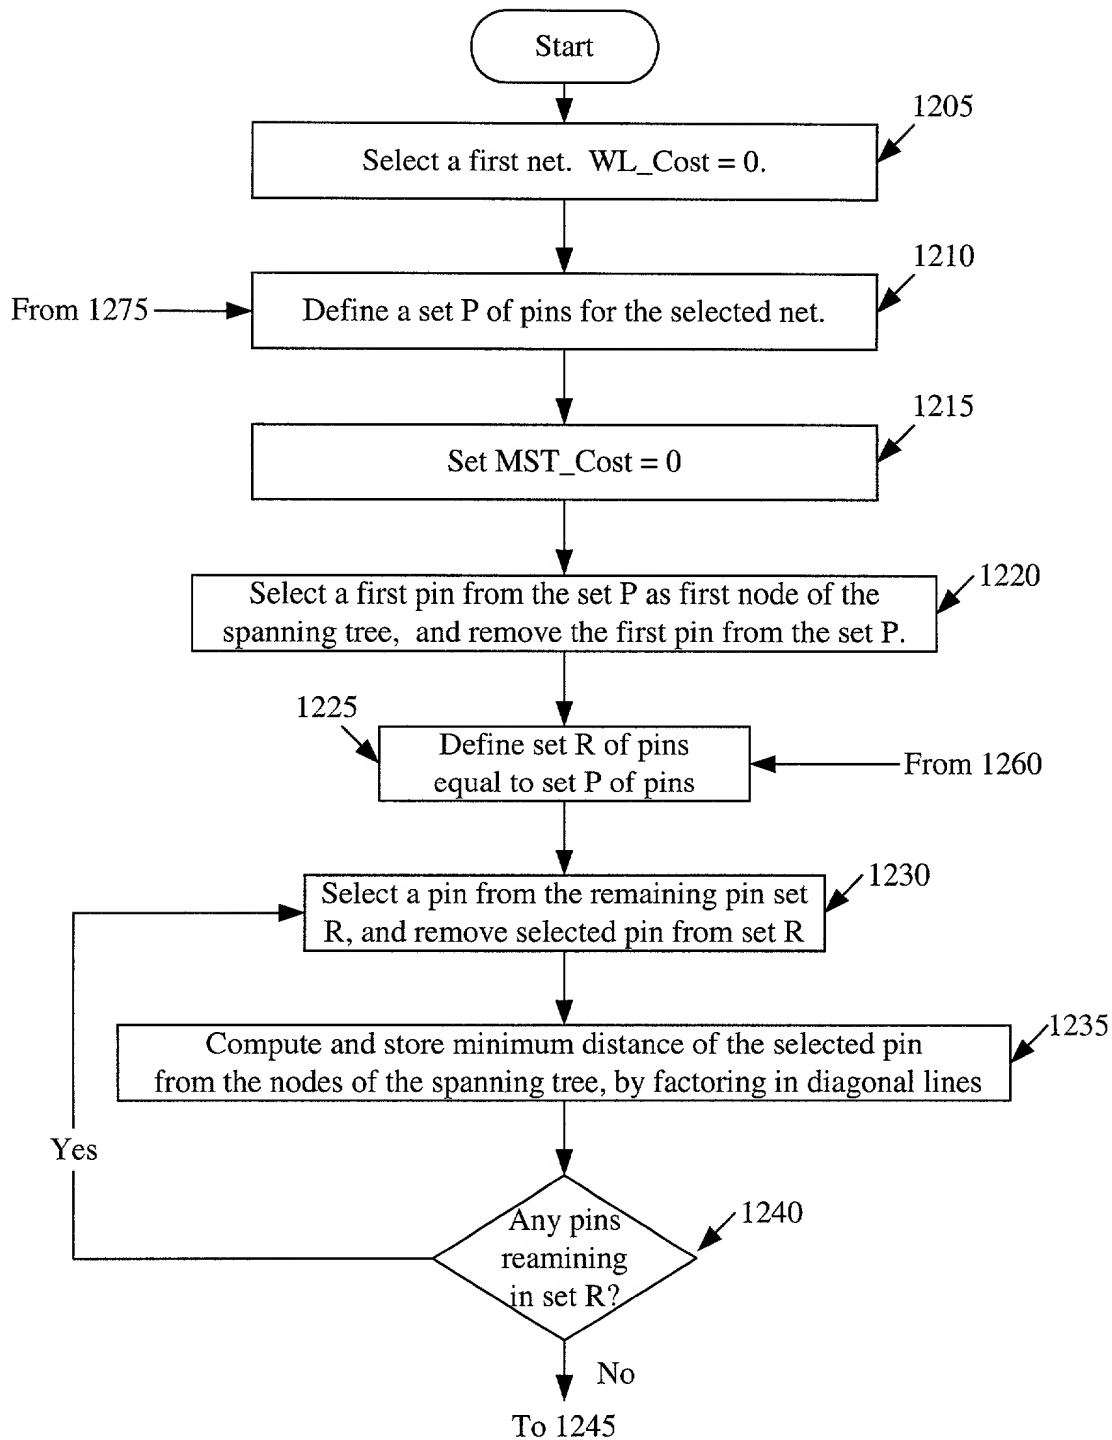 Start
1205
Select a first net. WL_Cost = 0.
1210
From 1275
Define a set P of pins for the selected net.
1215
Set MST_Cost = 0
1220
Select a first pin from the set P as first node of the
spanning tree, and remove the first pin from the set P.
1225
Define set R of pins
equal to set P of pins
From 1260
1230
Select a pin from the remaining pin set
R, and remove selected pin from set R
1235
Compute and store minimum distance of the selected pin
from the nodes of the spanning tree, by factoring in diagonal lines
Yes
1240
Any pins
reamining
in set R?
No
To 1245